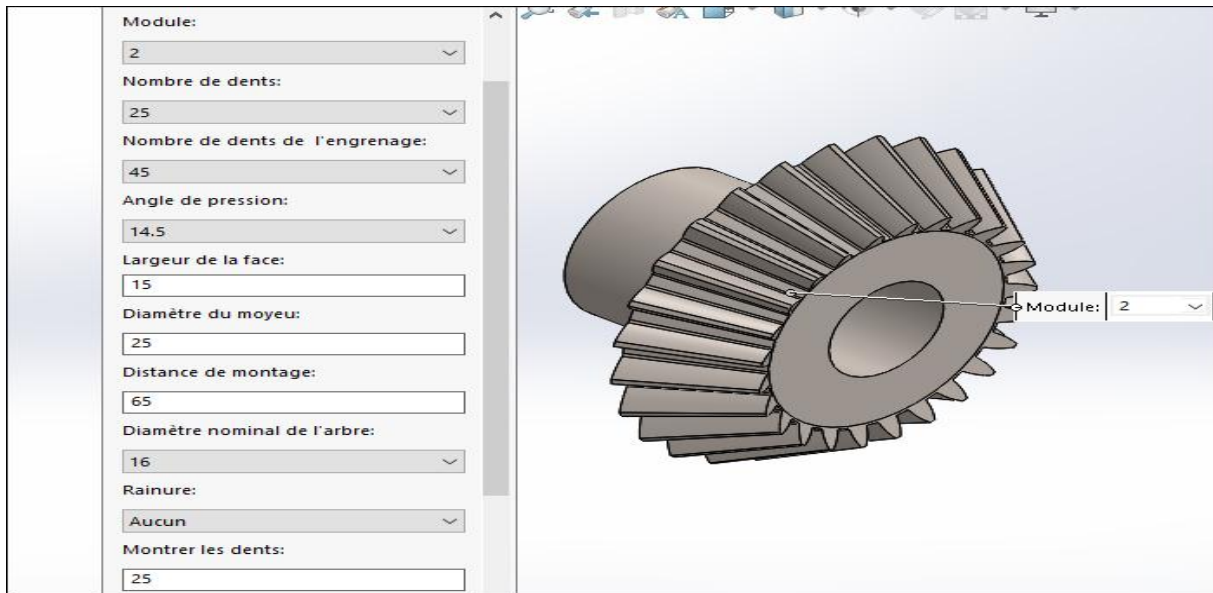 Module:
2
Nombre de dents:
25
Nombre de dents de l'engrenage:
45
Angle de pression:
14.5
Largeur de la face:
15
Diamètre du moyeu:
25
Distance de montage:
65
Diamètre nominal de l'arbre:
16
Rainure:
Aucun
Montrer les dents:
25
Module: 2